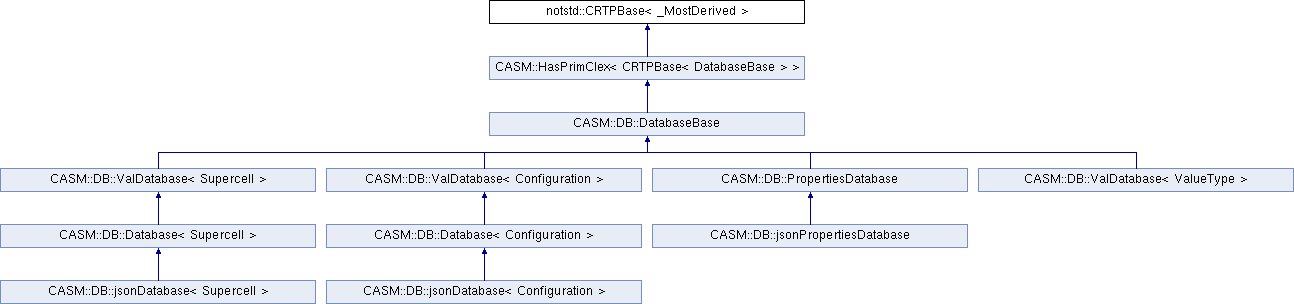 notstd::CRTPBase< _MostDerived >
CASM::HasPrimClex< CRTPBase< DatabaseBase > >
CASM::DB::DatabaseBase
CASM::DB::ValDatabase< Supercell >
CASM::DB::ValDatabase< Configuration >
CASM::DB::PropertiesDatabase
CASM::DB::ValDatabase< ValueType >
CASM::DB::Database< Supercell >
CASM::DB::Database< Configuration >
CASM::DB::jsonPropertiesDatabase
CASM::DB::jsonDatabase< Supercell >
CASM::DB::jsonDatabase< Configuration >